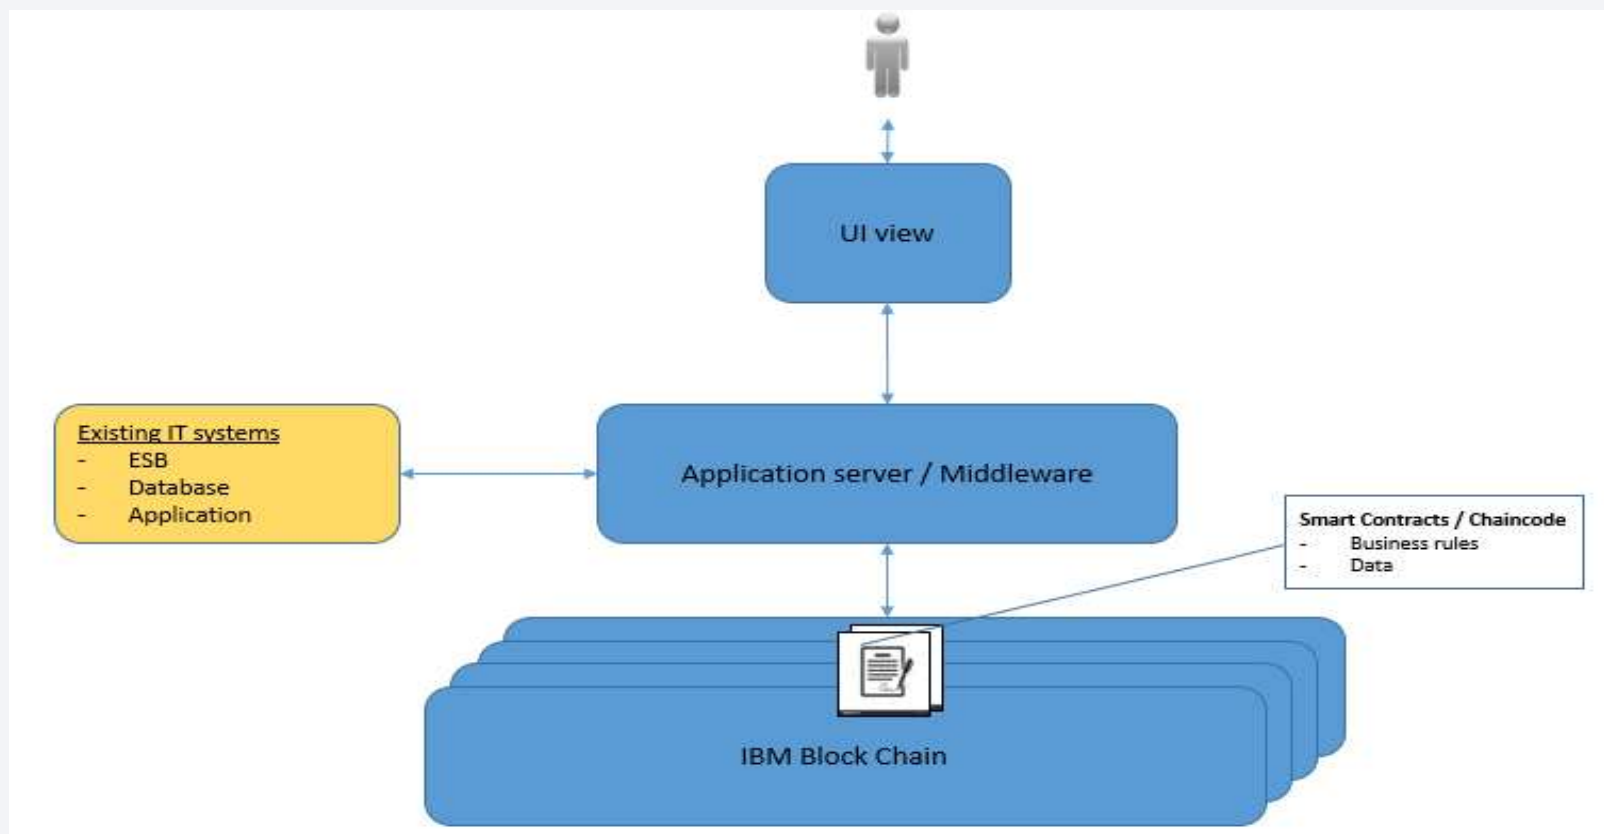 UI view
Existing IT systems
- ESB
- Database
- Application
Application server / Middleware
Smart Contracts / Chaincode
- Business rules
- Data
IBM Block Chain